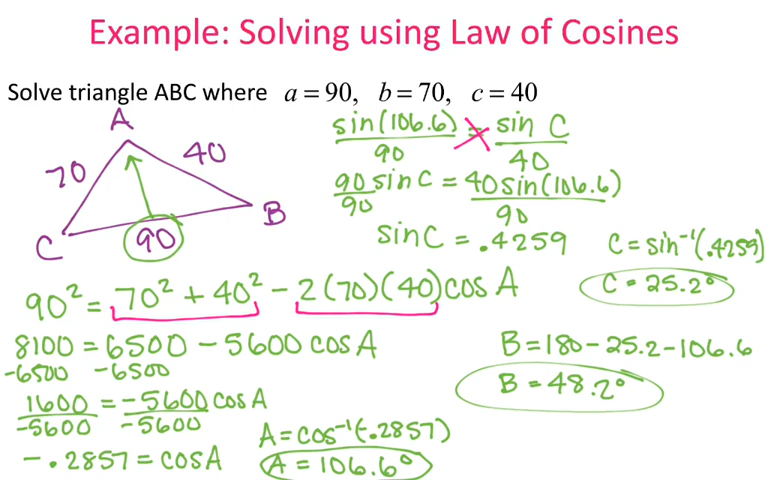 Example: Solving using Law of Cosines
Solve triangle ABC where a = 90, b = 70, c = 40
A
70
40
C
90
B
sin(106.6)/90 = sin C/40
90 sin C/90 = 40 sin(106.6)/90
sin C = .4259
C = sin⁻¹(.4259)
C = 25.2°
90² = 70² + 40² - 2(70)(40) cos A
8100 = 6500 - 5600 cos A
-6500 -6500
1600/-5600 = -5600 cos A/-5600
-.2857 = cos A
A = cos⁻¹(-.2857)
A = 106.6°
B = 180 - 25.2 - 106.6
B = 48.2°